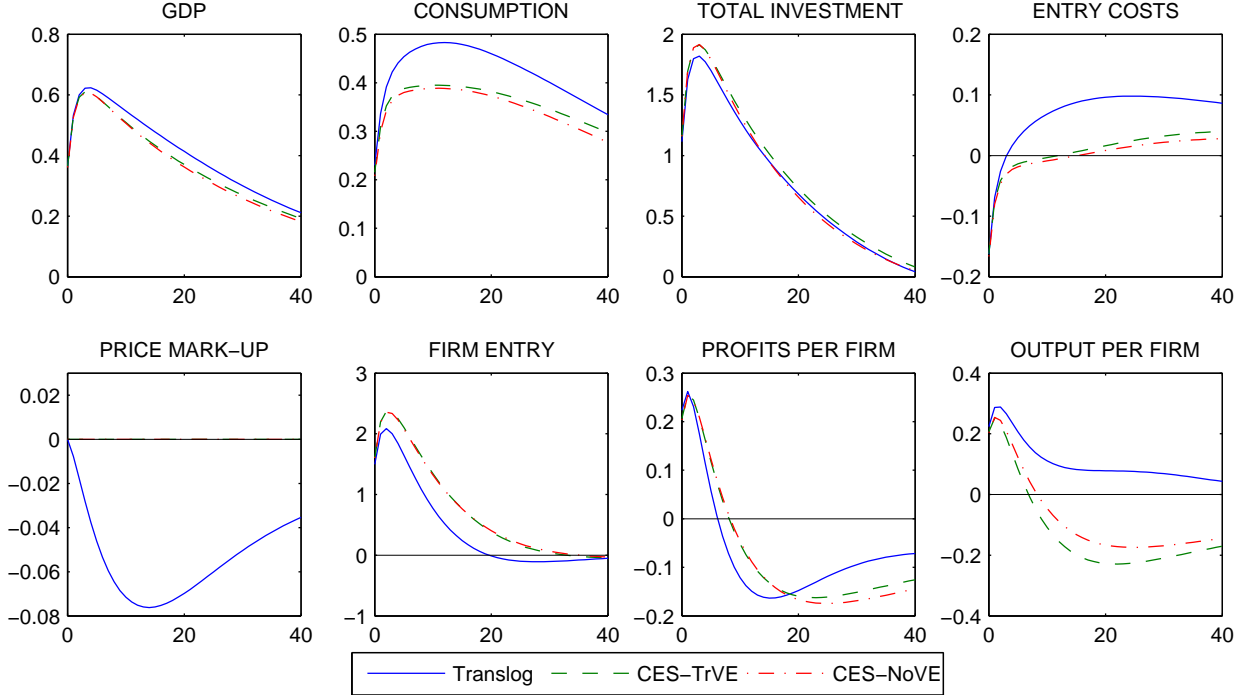 GDP CONSUMPTION TOTAL INVESTMENT ENTRY COSTS
0.8 0.5 2 0.2
0.4 0.1
0.6 1.5
0.3
0.4 1 0
0.2
0.2 0.5 −0.1
0.1
0 0 0 −0.2
0 20 40 0 20 40 0 20 40 0 20 40
PRICE MARK−UP FIRM ENTRY PROFITS PER FIRM OUTPUT PER FIRM
3 0.3 0.4
0.02
0.2
0 2 0.2
0.1
−0.02
1 0
0
−0.04
0 −0.2
−0.06 −0.1
−0.08 −1 −0.2 −0.4
0 20 40 0 20 40 0 20 40 0 20 40
Translog CES−TrVE CES−NoVE